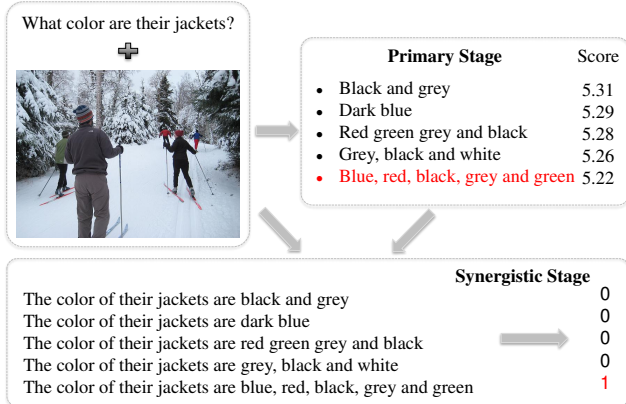 What color are their jackets?
Primary Stage Score
• Black and grey 5.31
• Dark blue 5.29
• Red green grey and black 5.28
• Grey, black and white 5.26
• Blue, red, black, grey and green 5.22
Synergistic Stage
The color of their jackets are black and grey 0
The color of their jackets are dark blue 0
The color of their jackets are red green grey and black 0
The color of their jackets are grey, black and white 0
The color of their jackets are blue, red, black, grey and green 1